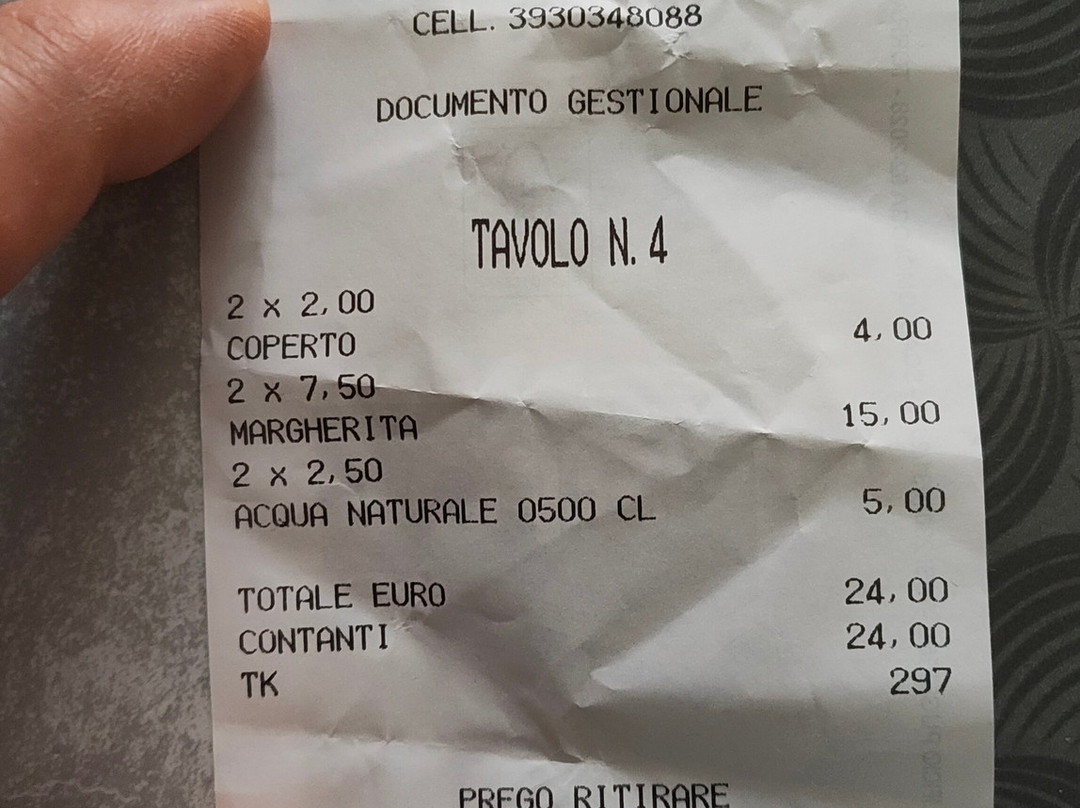 CELL. 3930348088
DOCUMENTO GESTIONALE
TAVOLO N. 4
2 x 2,00
COPERTO 4,00
2 x 7,50
MARGHERITA 15,00
2 x 2,50
ACQUA NATURALE 0500 CL 5,00
TOTALE EURO 24,00
CONTANTI 24,00
TK 297
PREGO RITIRARE